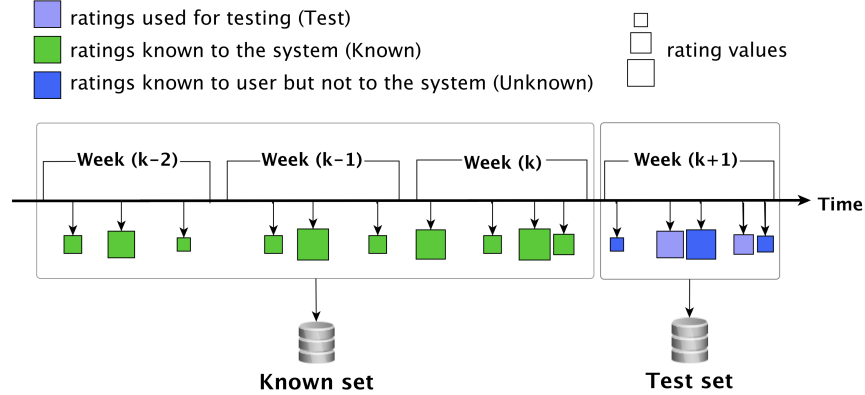 ratings used for testing (Test)
ratings known to the system (Known)
ratings known to user but not to the system (Unknown)
rating values
Week (k-2)
Week (k-1)
Week (k)
Week (k+1)
Time
Known set
Test set